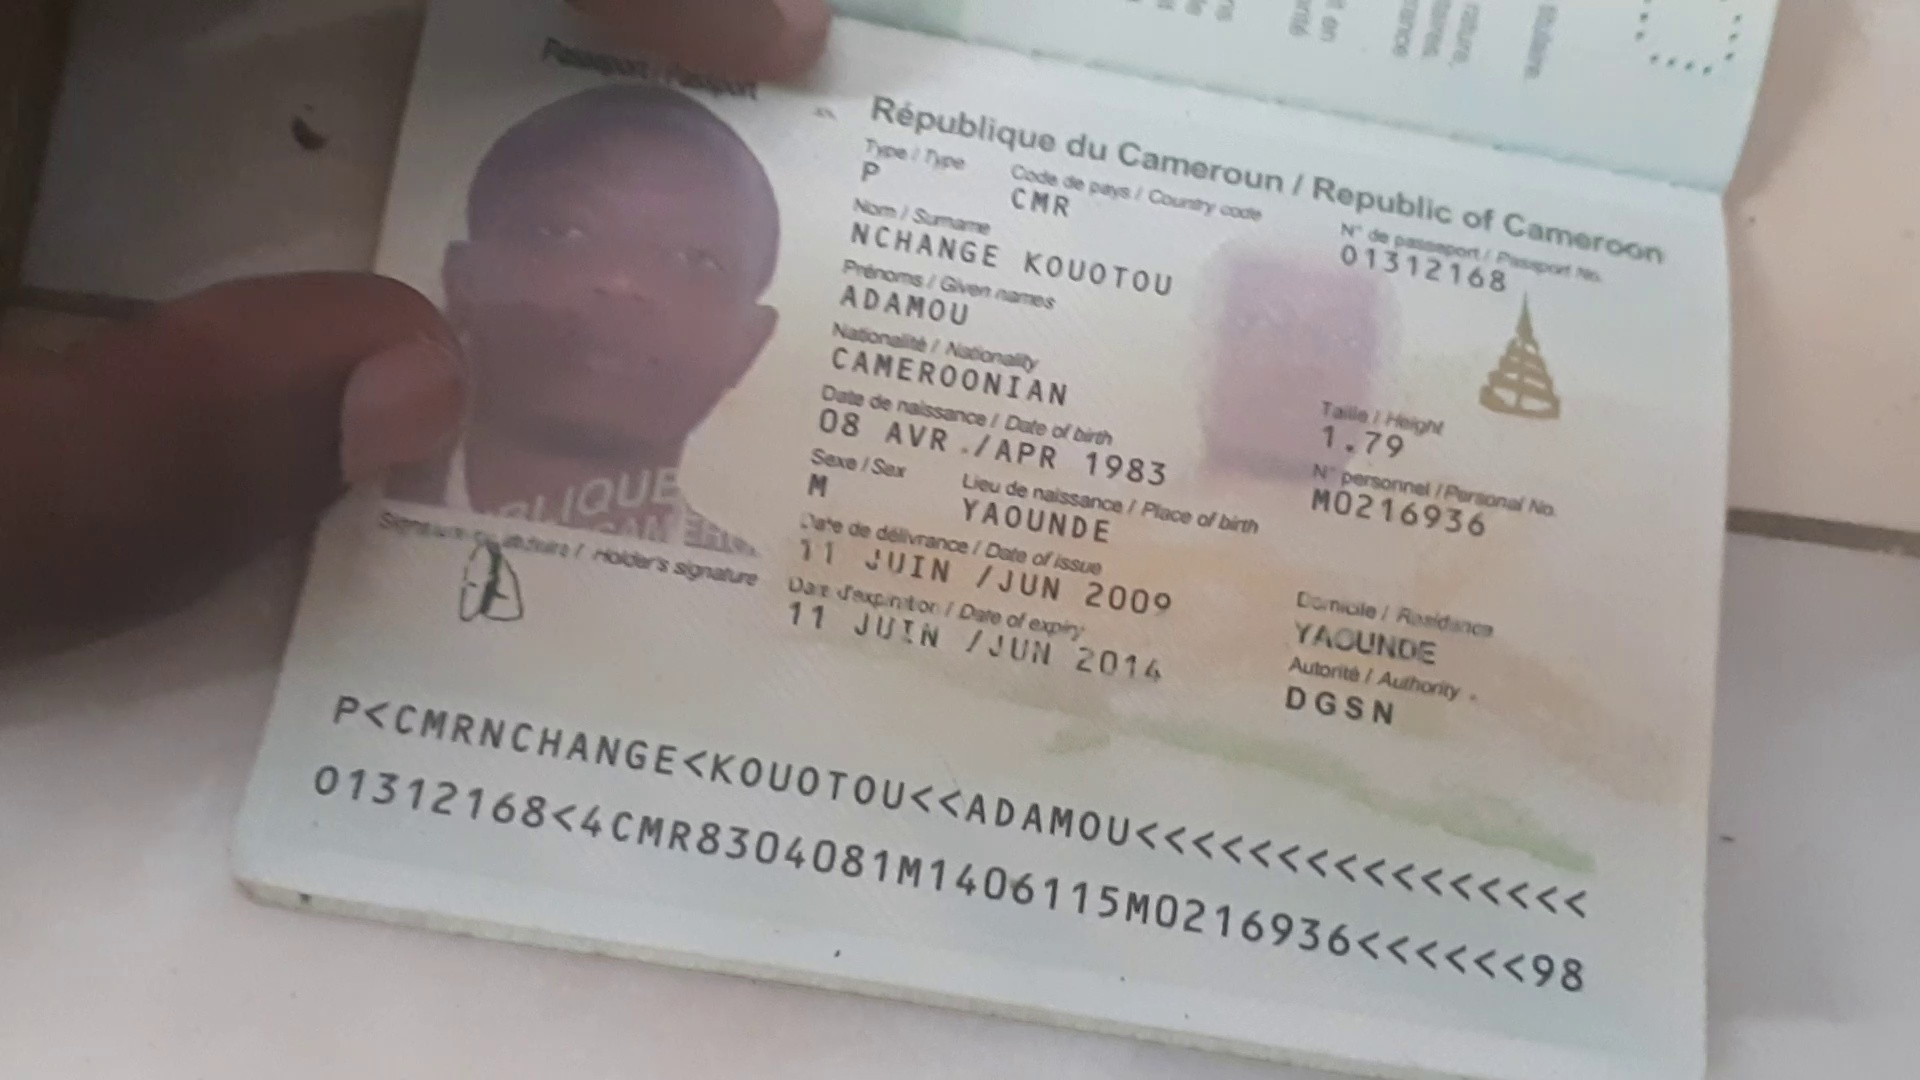 Passeport / Passport
République du Cameroun / Republic of Cameroon
Type / Type
P
Code de pays / Country code
CMR
N° de passeport / Passport No.
01312168
Nom / Surname
NCHANGE KOUOTOU
Prénoms / Given names
ADAMOU
Nationalité / Nationality
CAMEROONIAN
Date de naissance / Date of birth
08 AVR ./APR 1983
Taille / Height
1.79
Sexe / Sex
M
Lieu de naissance / Place of birth
YAOUNDE
N° personnel / Personal No.
M0216936
Date de délivrance / Date of issue
11 JUIN /JUN 2009
Date d'expiration / Date of expiry
11 JUIN /JUN 2014
Domicile / Residence
YAOUNDE
Autorité / Authority
DGSN
/ Holder's signature
P<CMRNCHANGE<KOUOTOU<<ADAMOU<<<<<<<<<<<<<<<<
01312168<4CMR8304081M1406115M0216936<<<<<<98